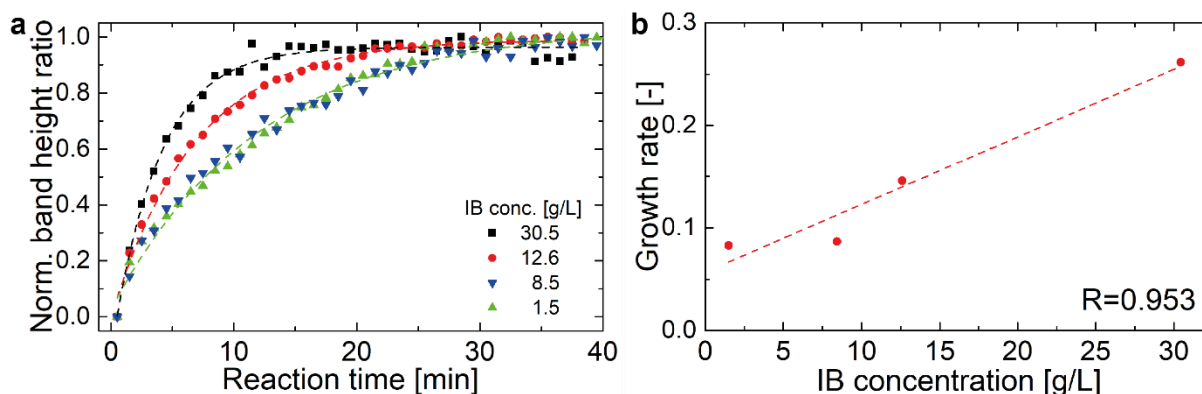 a
Norm. band height ratio
1.0
0.8
0.6
0.4
0.2
0.0
IB conc. [g/L]
30.5
12.6
8.5
1.5
0 10 20 30 40
Reaction time [min]
b
Growth rate [-]
0.3
0.2
0.1
0.0
R=0.953
0 5 10 15 20 25 30
IB concentration [g/L]